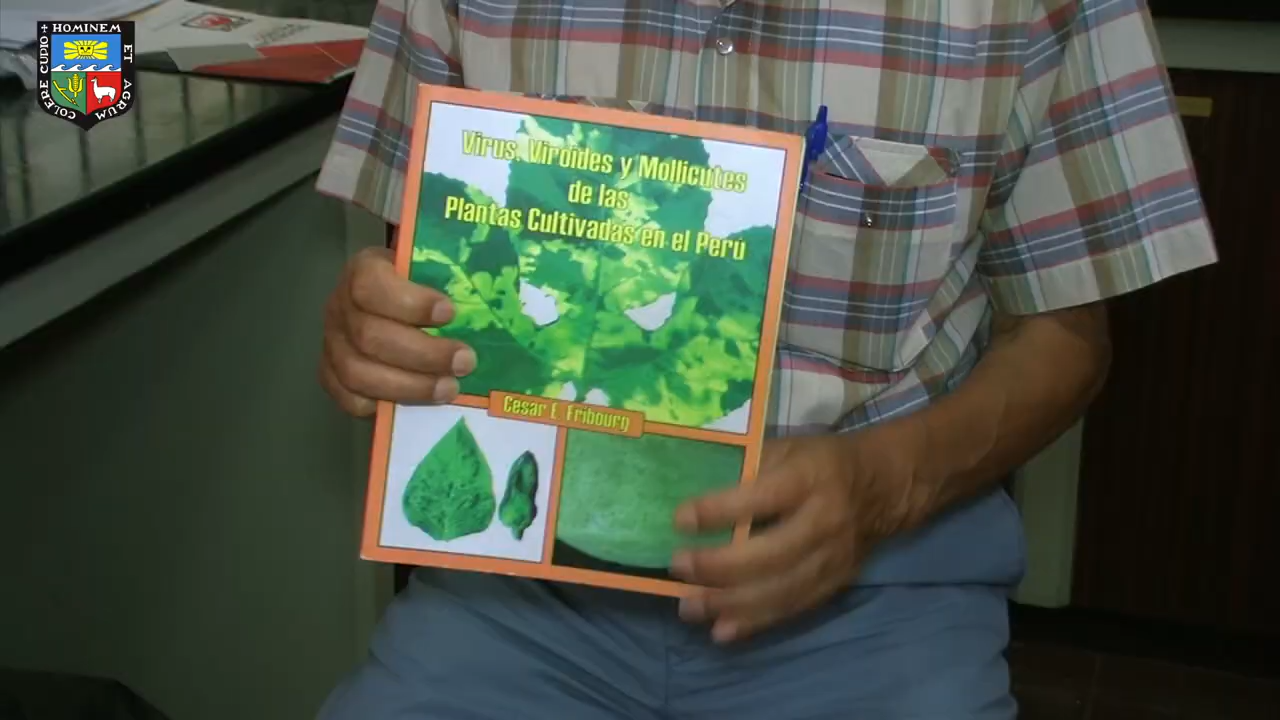 COLERE CUDIO + HOMINEM ET AGRUM
Virus, Viroides y Mollicutes
de las
Plantas Cultivadas en el Perú
Cesar E. Fribourg